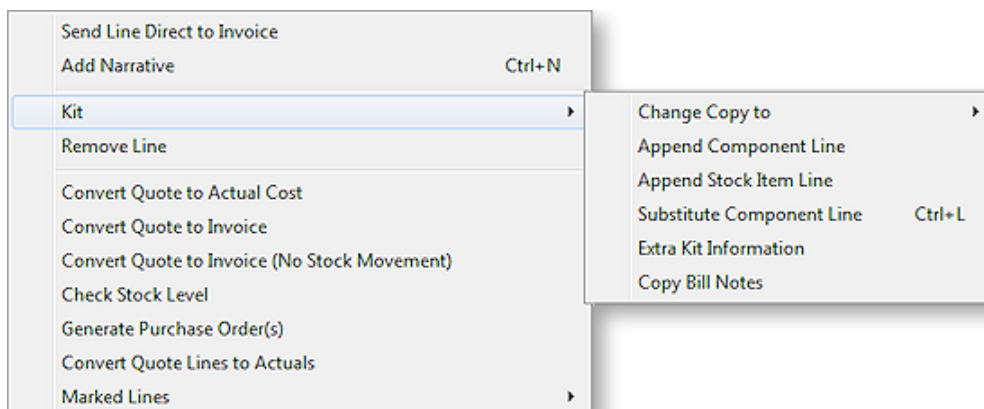 Send Line Direct to Invoice
Add Narrative Ctrl+N
Kit
Remove Line
Convert Quote to Actual Cost
Convert Quote to Invoice
Convert Quote to Invoice (No Stock Movement)
Check Stock Level
Generate Purchase Order(s)
Convert Quote Lines to Actuals
Marked Lines
Change Copy to
Append Component Line
Append Stock Item Line
Substitute Component Line Ctrl+L
Extra Kit Information
Copy Bill Notes